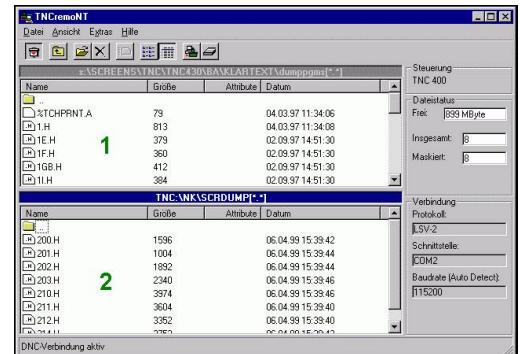 TNCremoNT
Datei Ansicht Extras Hilfe
s:\SCREENS\TNC\TNC430\BA\KLARTEXT\dumppgms[*.*]
Name Größe Attribute Datum
..
%TCHPRNT.A 79 04.03.97 11:34:06
1.H 813 04.03.97 11:34:08
1E.H 379 02.09.97 14:51:30
1F.H 360 02.09.97 14:51:30
1GB.H 412 02.09.97 14:51:30
1I.H 384 02.09.97 14:51:30
1
TNC:\NK\SCRDUMP[*.*]
Name Größe Attribute Datum
..
200.H 1596 06.04.99 15:39:42
201.H 1004 06.04.99 15:39:44
202.H 1892 06.04.99 15:39:44
203.H 2340 06.04.99 15:39:46
210.H 3974 06.04.99 15:39:46
211.H 3604 06.04.99 15:39:40
212.H 3352 06.04.99 15:39:40
2
Steuerung
TNC 400
Dateistatus
Frei: 899 MByte
Insgesamt: 8
Maskiert: 8
Verbindung
Protokoll:
LSV-2
Schnittstelle:
COM2
Baudrate (Auto Detect):
115200
DNC-Verbindung aktiv